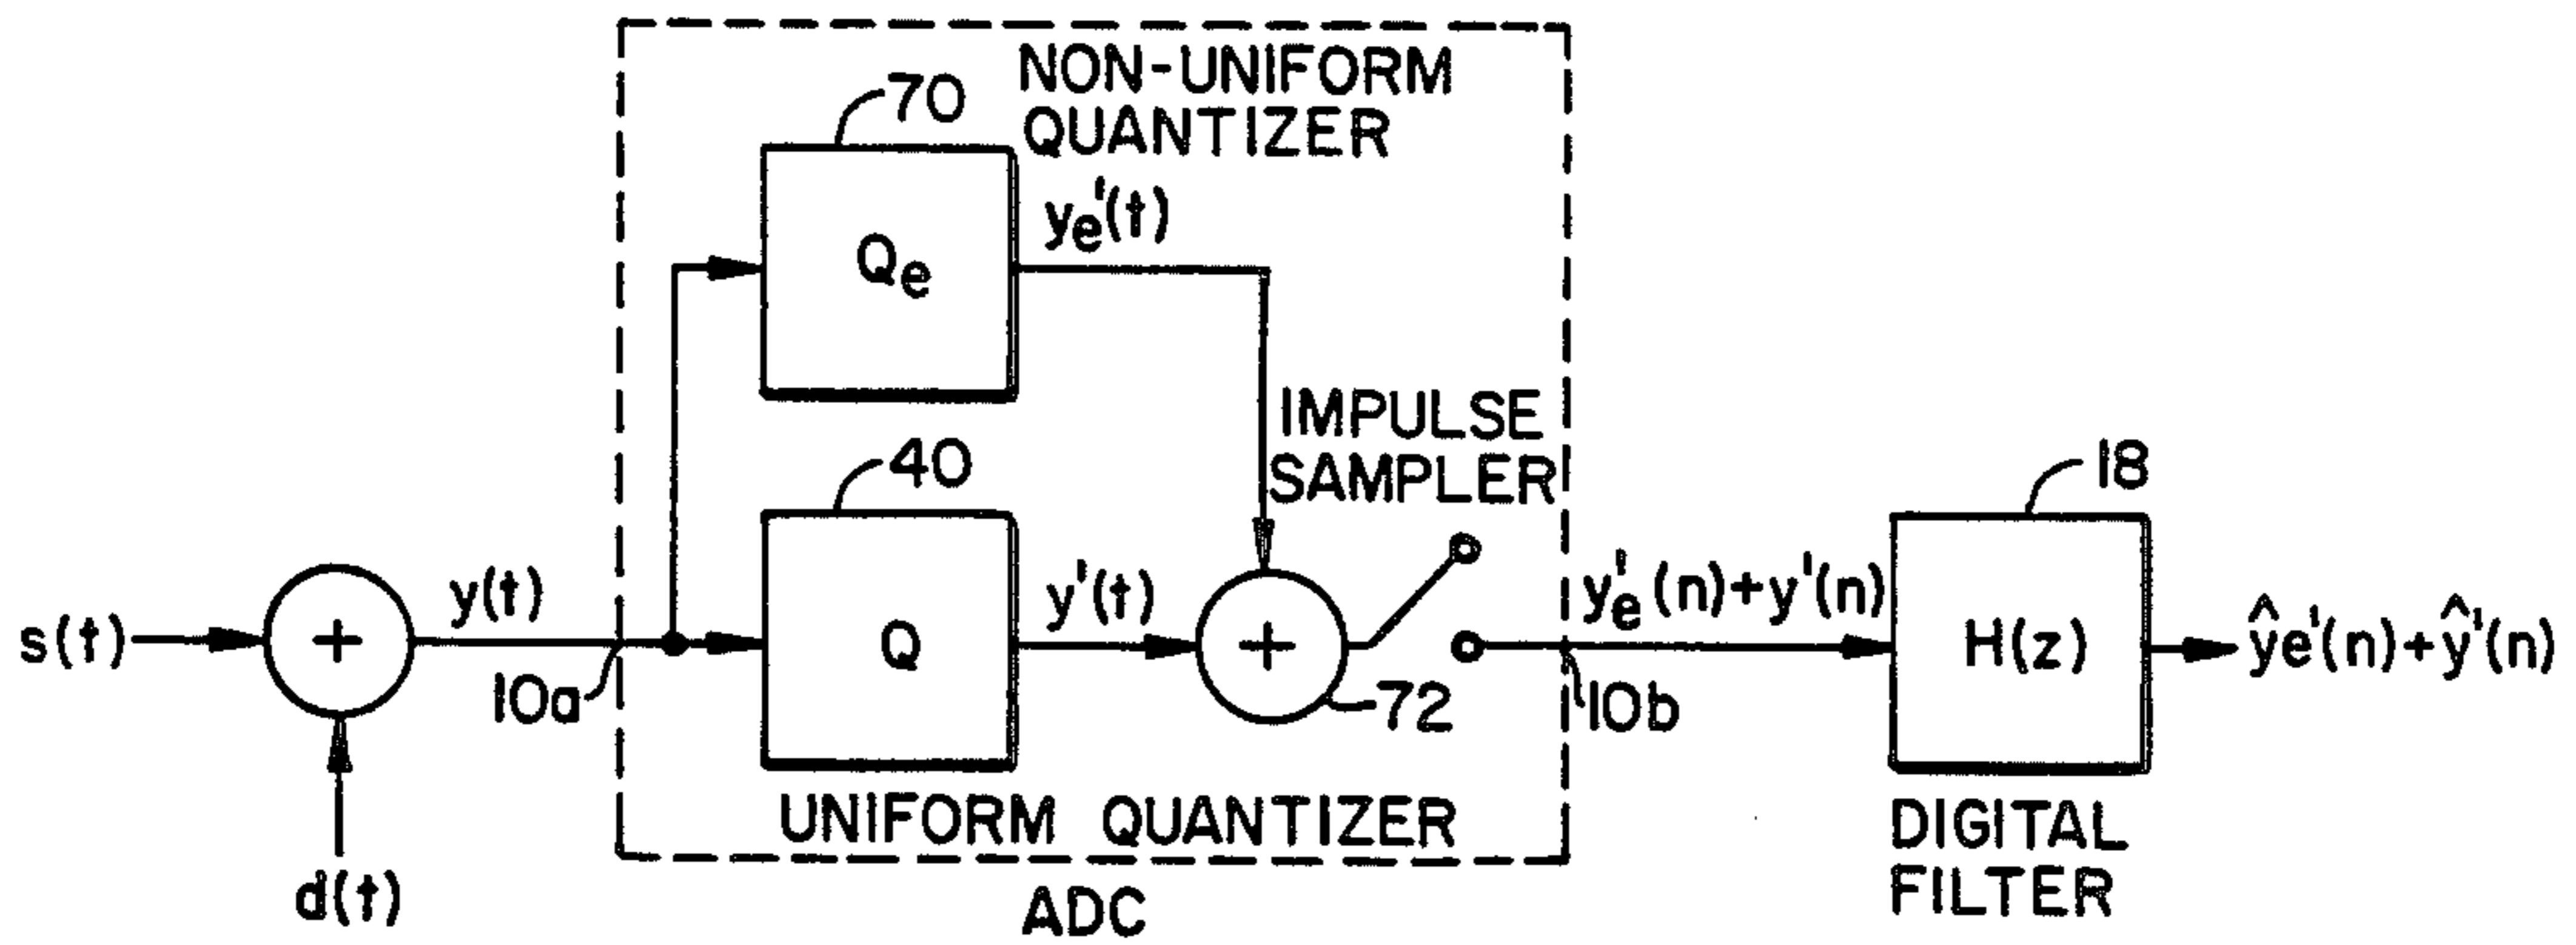 NON-UNIFORM
QUANTIZER
70
Qe
ye'(t)
IMPULSE
SAMPLER
40
18
s(t)
+
y(t)
10a
Q
y'(t)
+
72
y'e(n)+y'(n)
10b
H(z)
ŷe'(n)+ŷ'(n)
d(t)
UNIFORM QUANTIZER
ADC
DIGITAL
FILTER